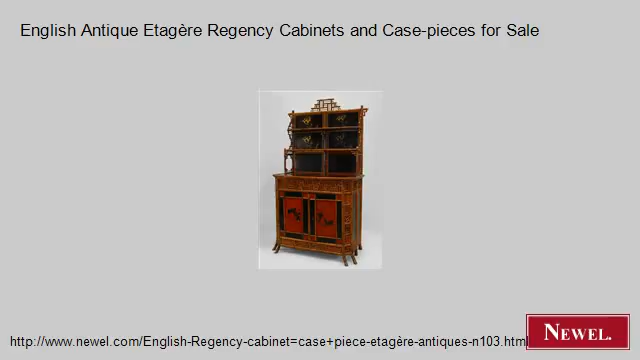 English Antique Etagère Regency Cabinets and Case-pieces for Sale
http://www.newel.com/English-Regency-cabinet=case+piece-etagère-antiques-n103.html
NEWEL.